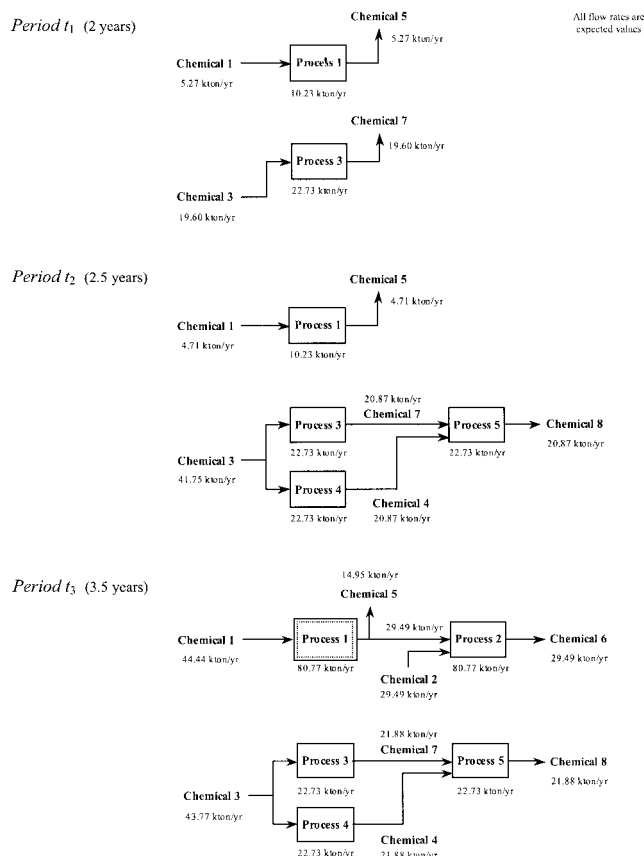 Period t1 (2 years)
All flow rates are
expected values
Chemical 5
5.27 kton/yr
Chemical 1
Process 1
5.27 kton/yr
10.23 kton/yr
Chemical 7
19.60 kton/yr
Process 3
22.73 kton/yr
Chemical 3
19.60 kton/yr
Period t2 (2.5 years)
Chemical 5
4.71 kton/yr
Chemical 1
Process 1
4.71 kton/yr
10.23 kton/yr
20.87 kton/yr
Chemical 7
Process 3
Process 5
Chemical 8
22.73 kton/yr
22.73 kton/yr
20.87 kton/yr
Chemical 3
41.75 kton/yr
Process 4
22.73 kton/yr
Chemical 4
20.87 kton/yr
Period t3 (3.5 years)
14.95 kton/yr
Chemical 5
29.49 kton/yr
Chemical 1
Process 1
Process 2
Chemical 6
44.44 kton/yr
80.77 kton/yr
80.77 kton/yr
29.49 kton/yr
Chemical 2
29.49 kton/yr
21.88 kton/yr
Chemical 7
Process 3
Process 5
Chemical 8
22.73 kton/yr
22.73 kton/yr
21.88 kton/yr
Chemical 3
43.77 kton/yr
Process 4
22.73 kton/yr
Chemical 4
21.88 kton/yr